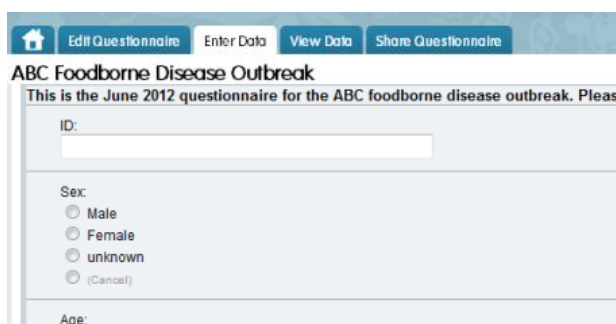 Edit Questionnaire Enter Data View Data Share Questionnaire
ABC Foodborne Disease Outbreak
This is the June 2012 questionnaire for the ABC foodborne disease outbreak. Pleas
ID:
Sex:
Male
Female
unknown
(Cancel)
Age: